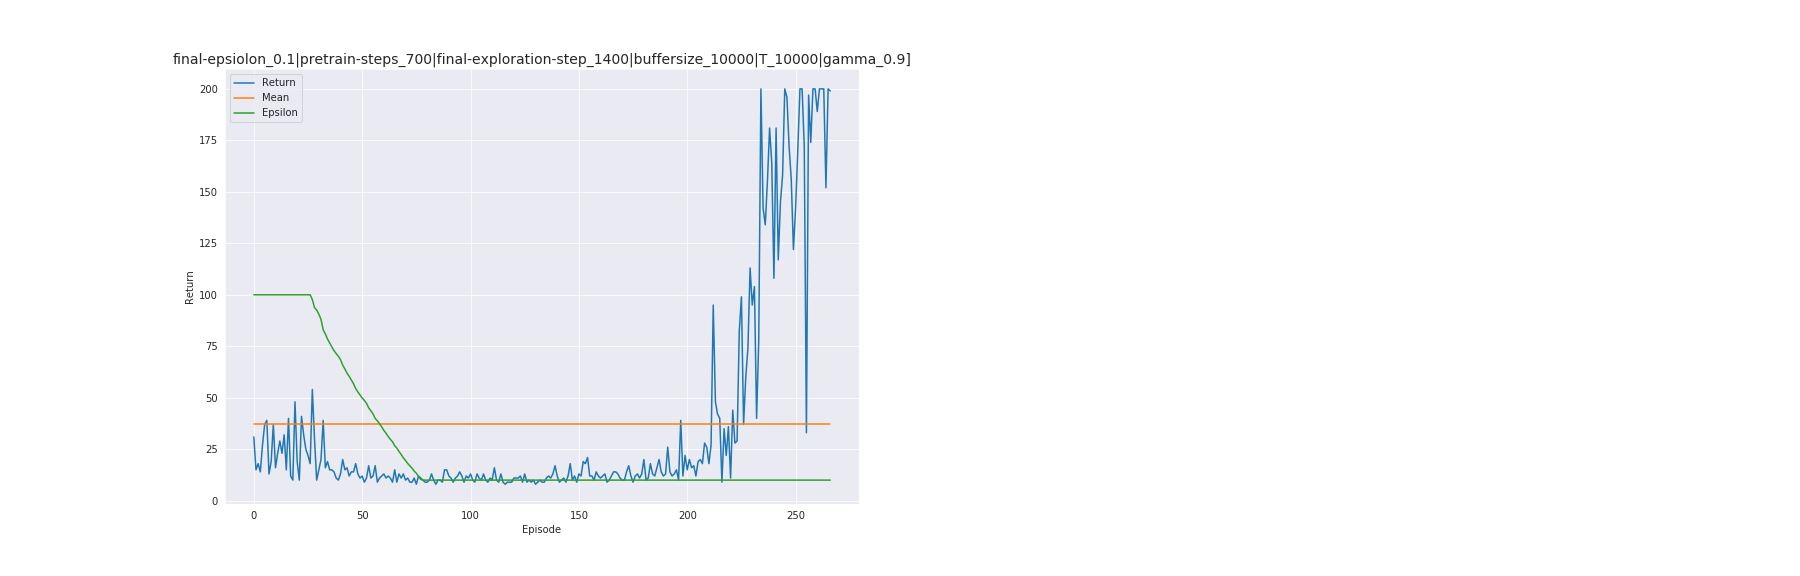 final-epsiolon_0.1|pretrain-steps_700|final-exploration-step_1400|buffersize_10000|T_10000|gamma_0.9]
Return
Mean
Epsilon
200
175
150
125
100
75
50
25
0
Return
0 50 100 150 200 250
Episode